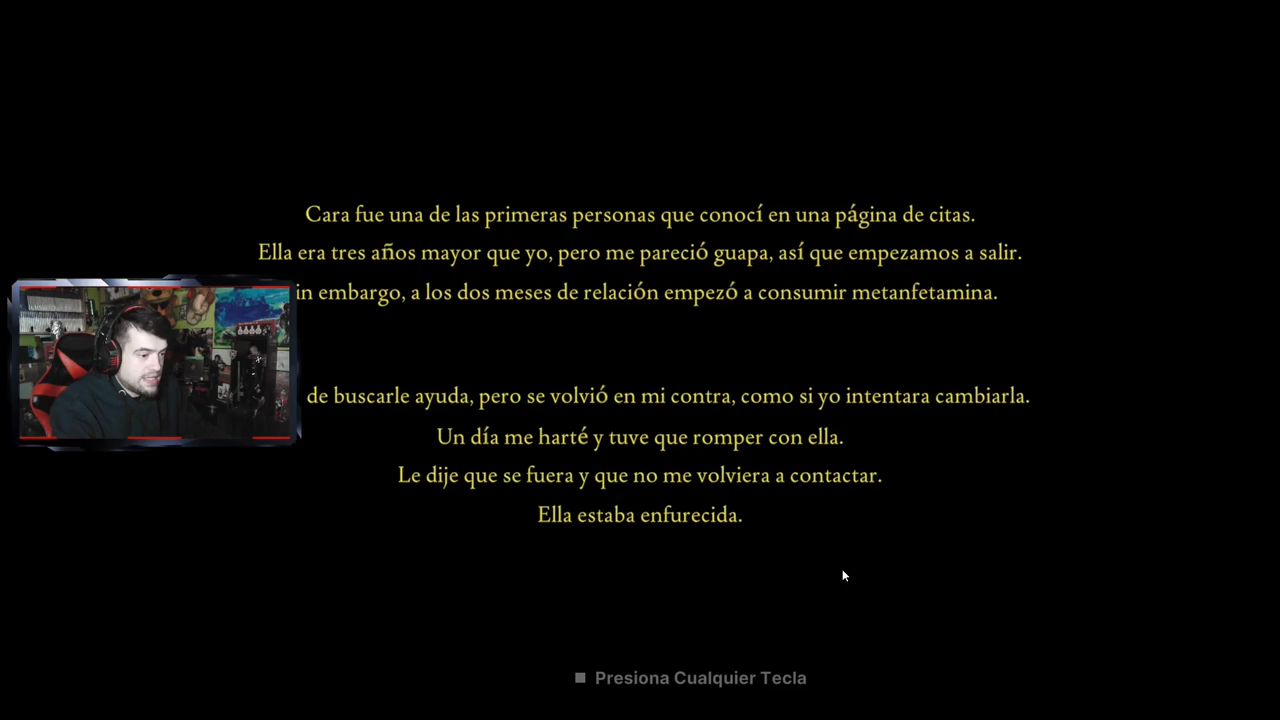 Cara fue una de las primeras personas que conocí en una página de citas.
Ella era tres años mayor que yo, pero me pareció guapa, así que empezamos a salir.
in embargo, a los dos meses de relación empezó a consumir metanfetamina.
de buscarle ayuda, pero se volvió en mi contra, como si yo intentara cambiarla.
Un día me harté y tuve que romper con ella.
Le dije que se fuera y que no me volviera a contactar.
Ella estaba enfurecida.
Presiona Cualquier Tecla